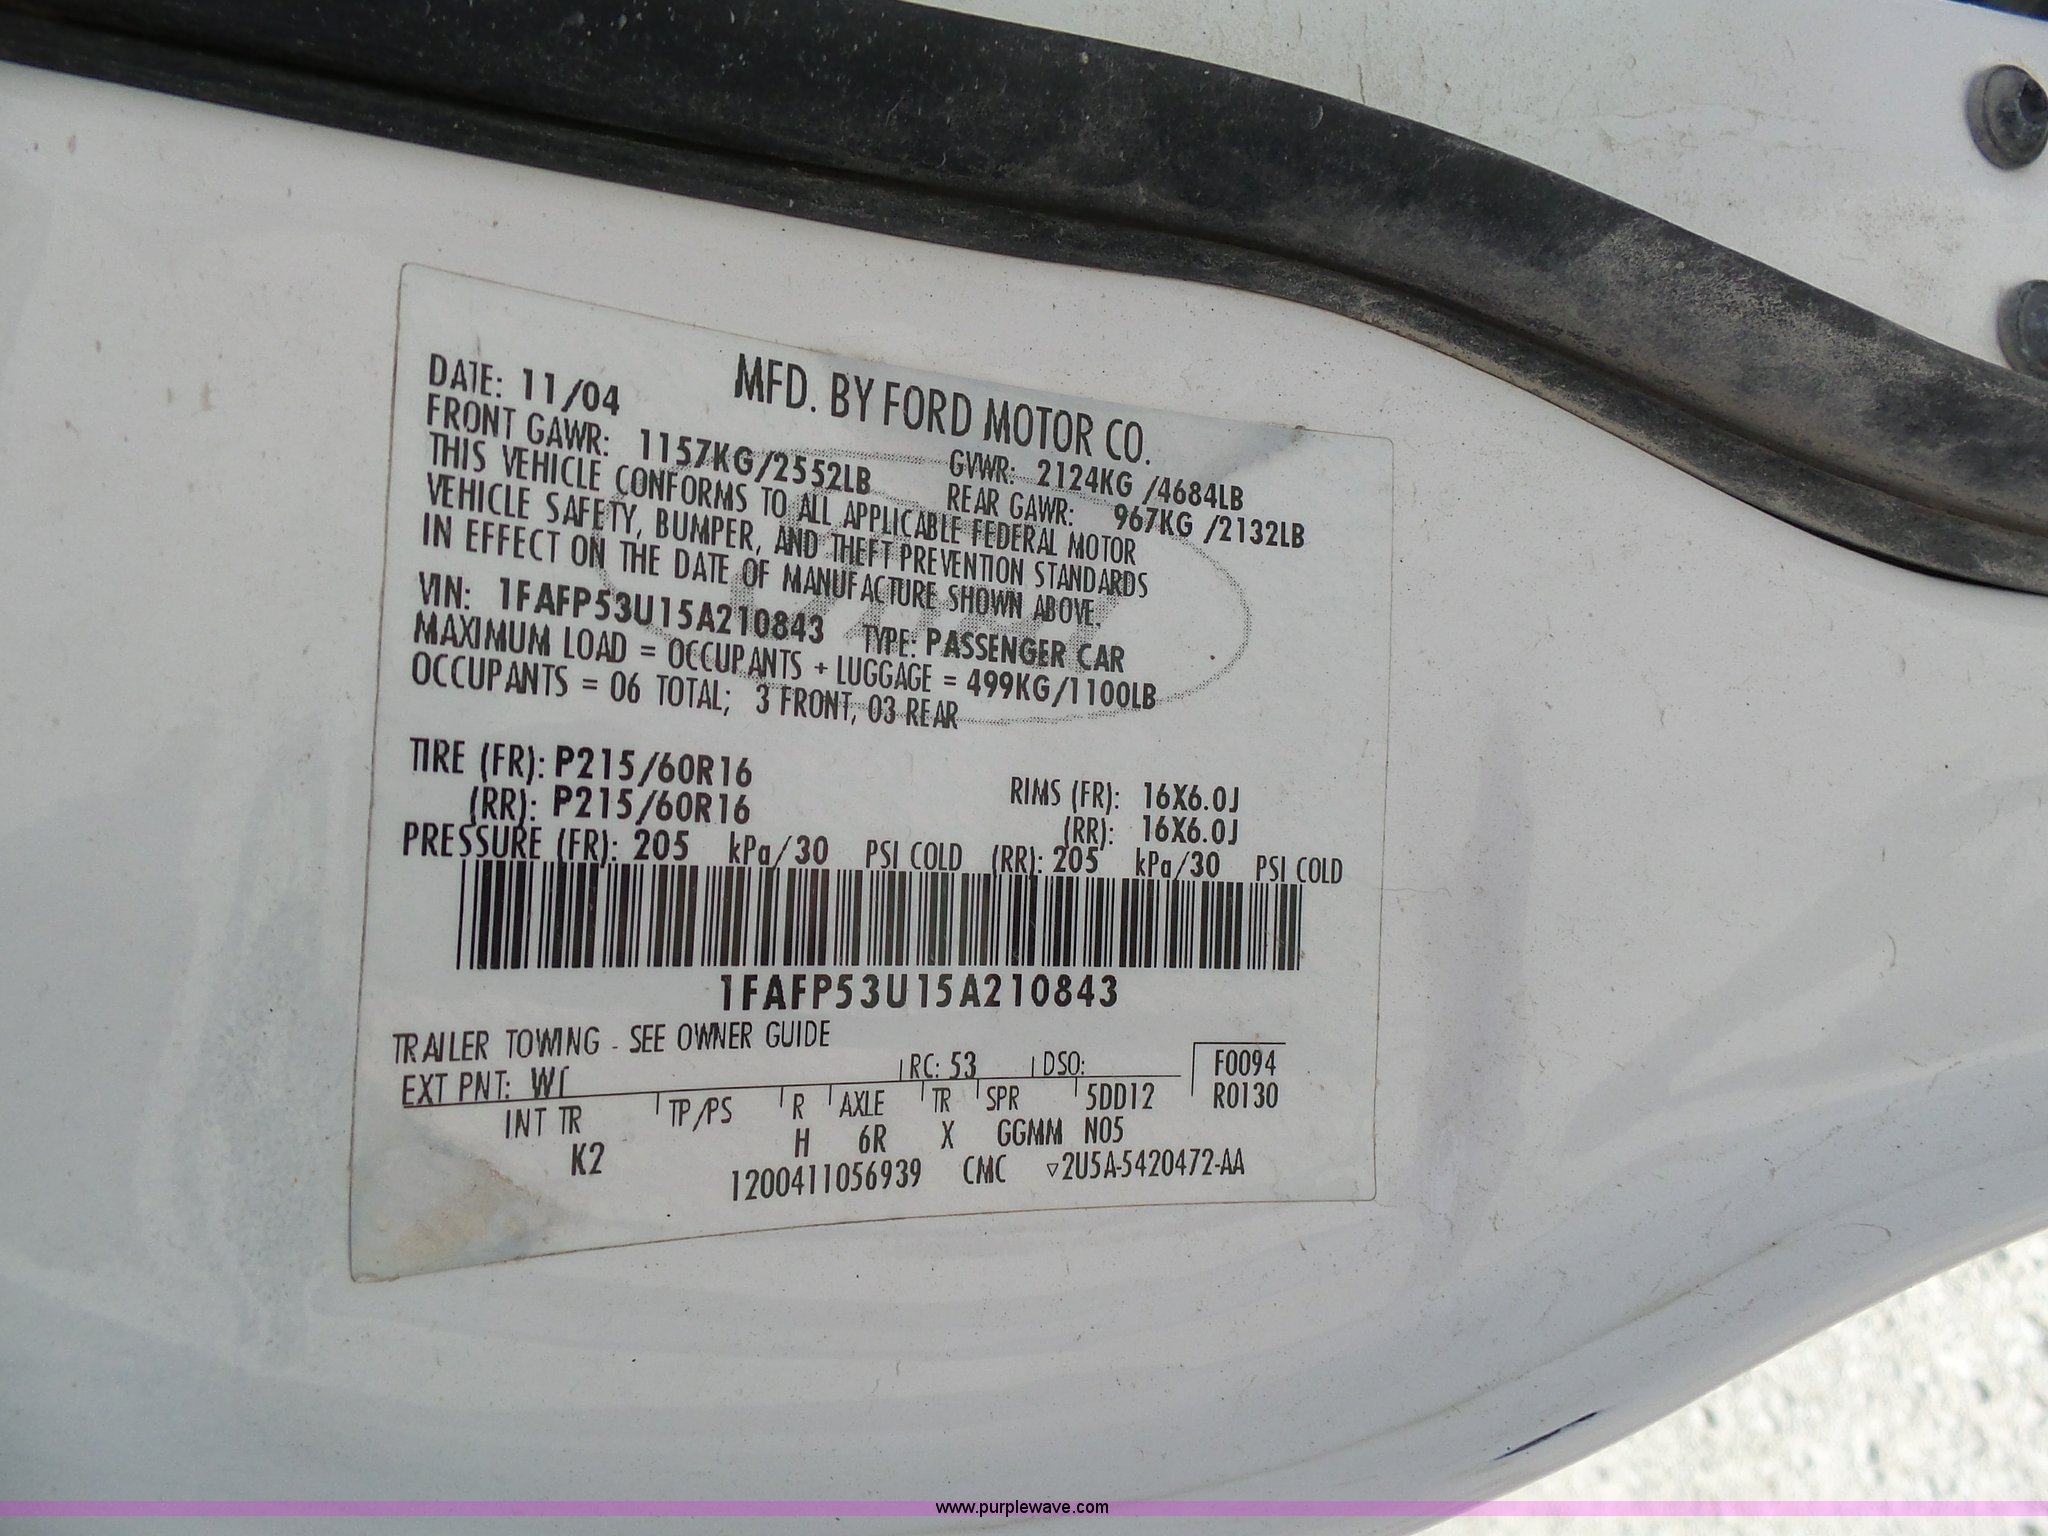 MFD. BY FORD MOTOR CO.
DATE: 11/04 GVWR: 2124KG /4684LB
FRONT GAWR: 1157KG/2552LB REAR GAWR: 967KG /2132LB
THIS VEHICLE CONFORMS TO ALL APPLICABLE FEDERAL MOTOR
VEHICLE SAFETY, BUMPER, AND THEFT PREVENTION STANDARDS
IN EFFECT ON THE DATE OF MANUFACTURE SHOWN ABOVE.
VIN: 1FAFP53U15A210843 TYPE: PASSENGER CAR
MAXIMUM LOAD = OCCUPANTS + LUGGAGE = 499KG/1100LB
OCCUPANTS = 06 TOTAL; 3 FRONT, 03 REAR
TIRE (FR): P215/60R16 RIMS (FR): 16X6.0J
(RR): P215/60R16 (RR): 16X6.0J
PRESSURE (FR): 205 kPa/30 PSI COLD (RR): 205 kPa/30 PSI COLD
1FAFP53U15A210843
TRAILER TOWING - SEE OWNER GUIDE
EXT PNT: RC: 53 DSO: F0094
INT TR TP/PS R AXLE TR SPR 5DD12 R0130
K2 H 6R X GGMM N05
1200411056939 CMC ▽2U5A-5420472-AA
www.purplewave.com